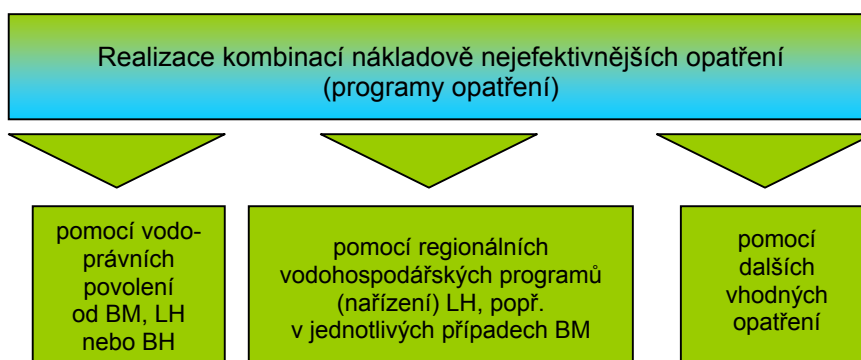 Realizace kombinací nákladově nejefektivnějších opatření
(programy opatření)
pomocí vodo-
právních
povolení
od BM, LH
nebo BH
pomocí regionálních
vodohospodářských programů
(nařízení) LH, popř.
v jednotlivých případech BM
pomocí
dalších
vhodných
opatření